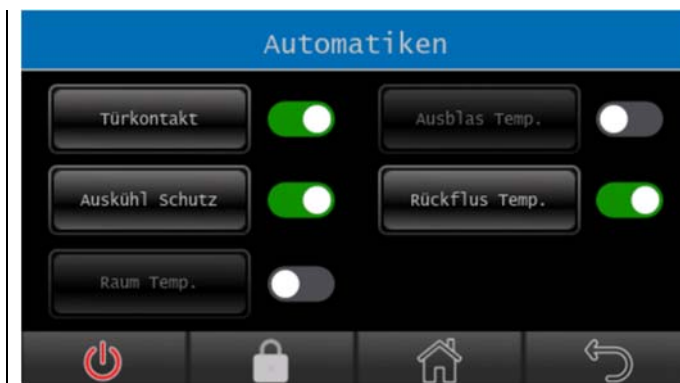 Automatiken
Türkontakt
Ausblas Temp.
Auskühl Schutz
Rückflus Temp.
Raum Temp.